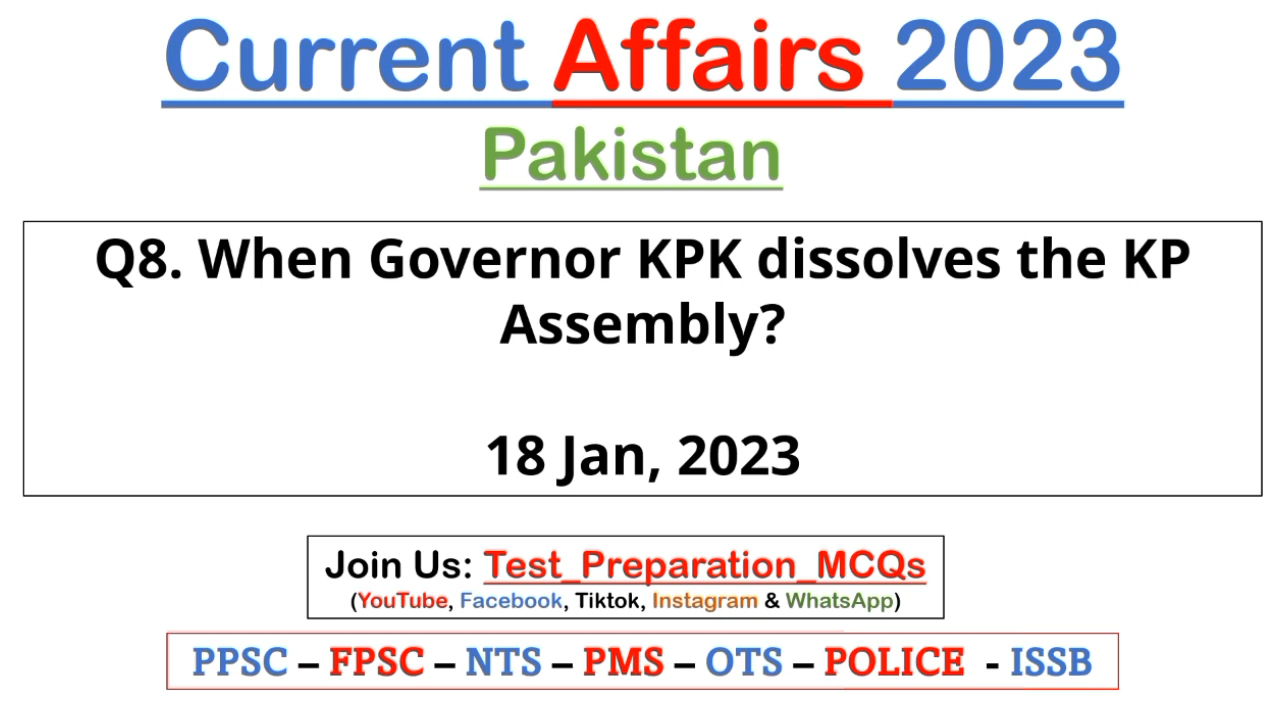 Current Affairs 2023
Pakistan
Q8. When Governor KPK dissolves the KP
Assembly?
18 Jan, 2023
Join Us: Test_Preparation_MCQs
(YouTube, Facebook, Tiktok, Instagram & WhatsApp)
PPSC – FPSC – NTS – PMS – OTS – POLICE - ISSB